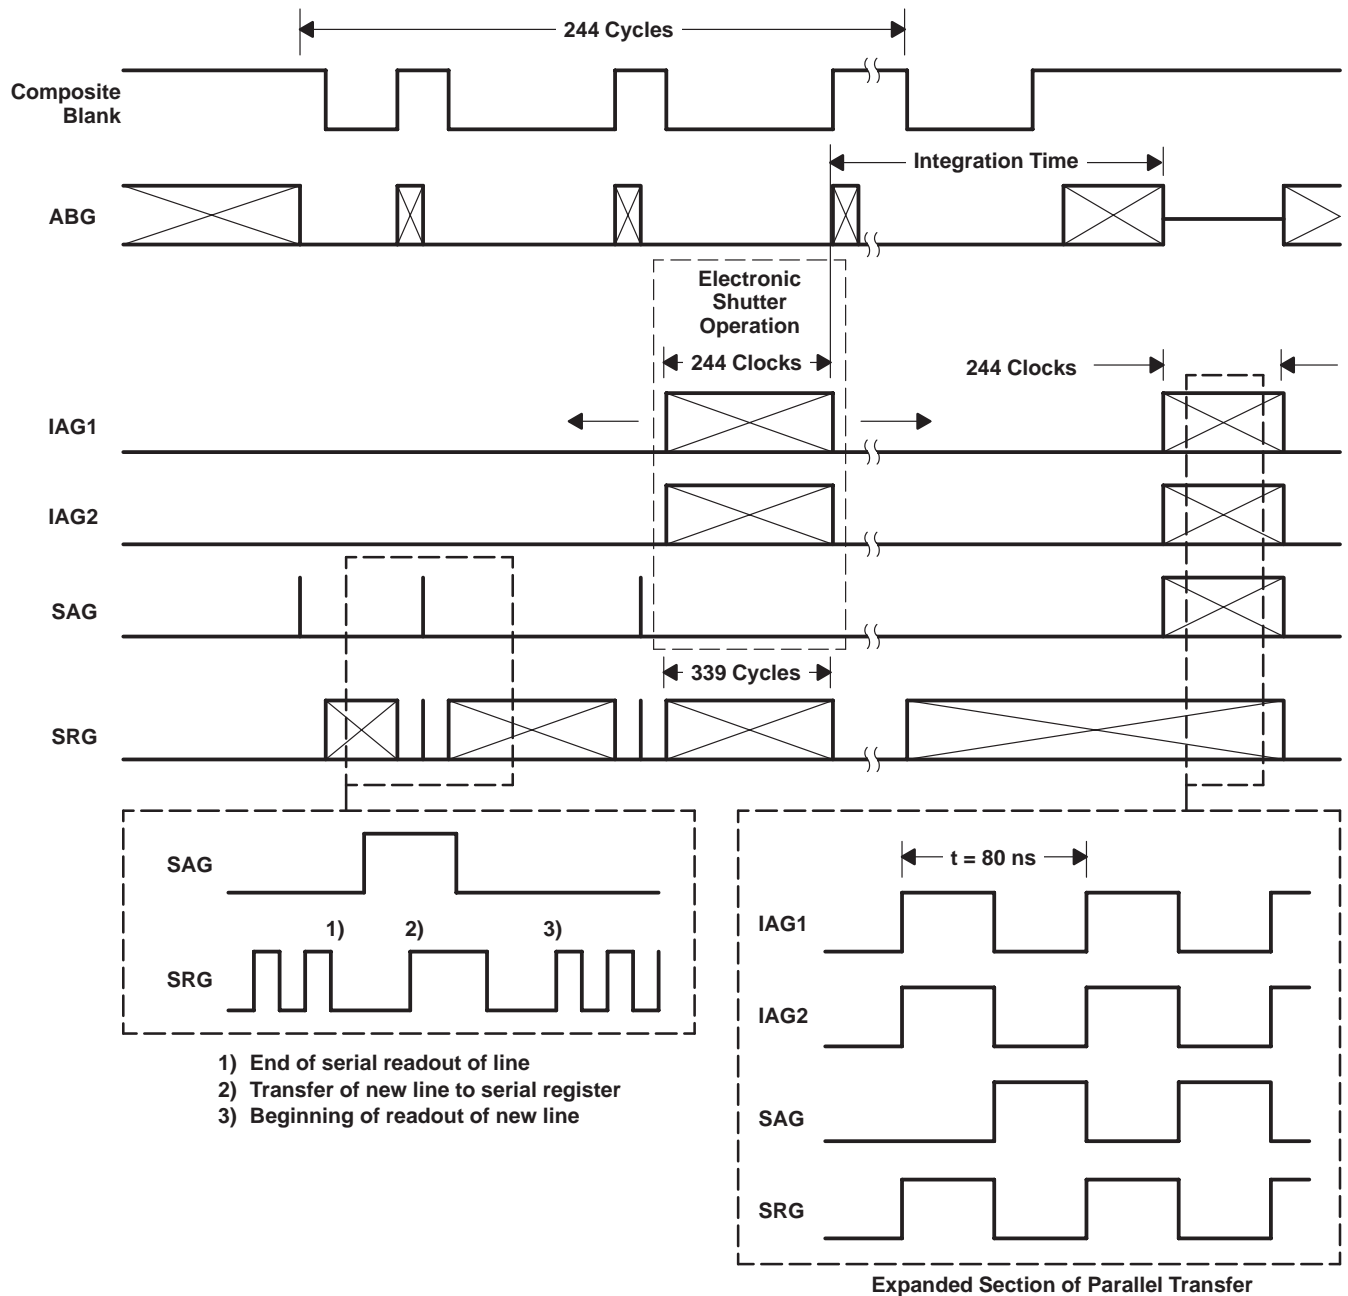 244 Cycles
Composite
Blank
Integration Time
ABG
Electronic
Shutter
Operation
244 Clocks
244 Clocks
IAG1
IAG2
SAG
339 Cycles
SRG
SAG
1)
2)
3)
SRG
1) End of serial readout of line
2) Transfer of new line to serial register
3) Beginning of readout of new line
t = 80 ns
IAG1
IAG2
SAG
SRG
Expanded Section of Parallel Transfer